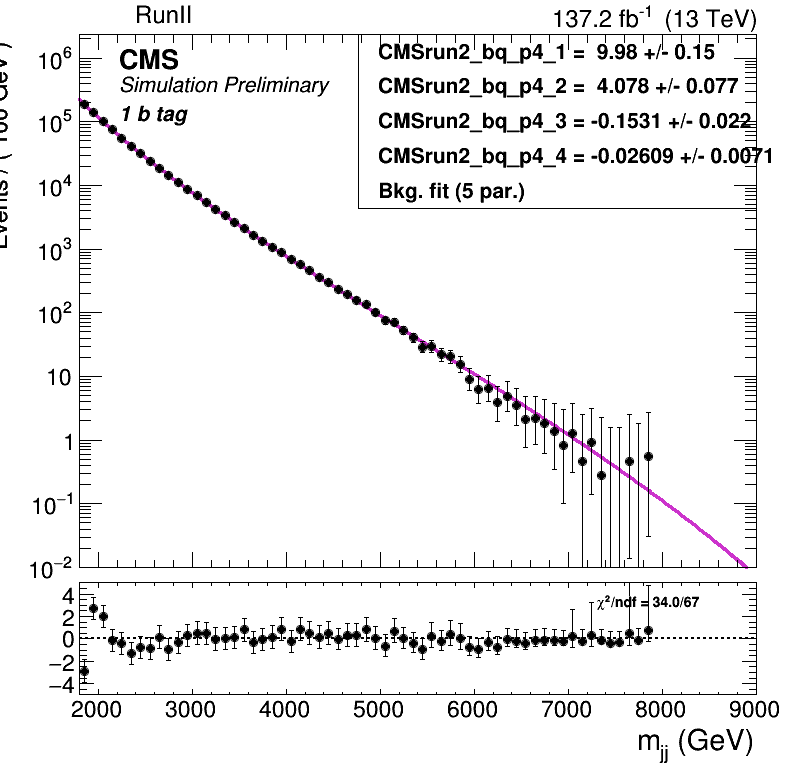 RunII
137.2 fb⁻¹ (13 TeV)
CMS
Simulation Preliminary
1 b tag
CMSrun2_bq_p4_1 = 9.98 +/- 0.15
CMSrun2_bq_p4_2 = 4.078 +/- 0.077
CMSrun2_bq_p4_3 = -0.1531 +/- 0.022
CMSrun2_bq_p4_4 = -0.02609 +/- 0.0071
Bkg. fit (5 par.)
Events / ( 100 GeV )
10⁶
10⁵
10⁴
10³
10²
10
1
10⁻¹
10⁻²
χ²/ndf = 34.0/67
4
2
0
−2
−4
2000 3000 4000 5000 6000 7000 8000 9000
m_jj (GeV)